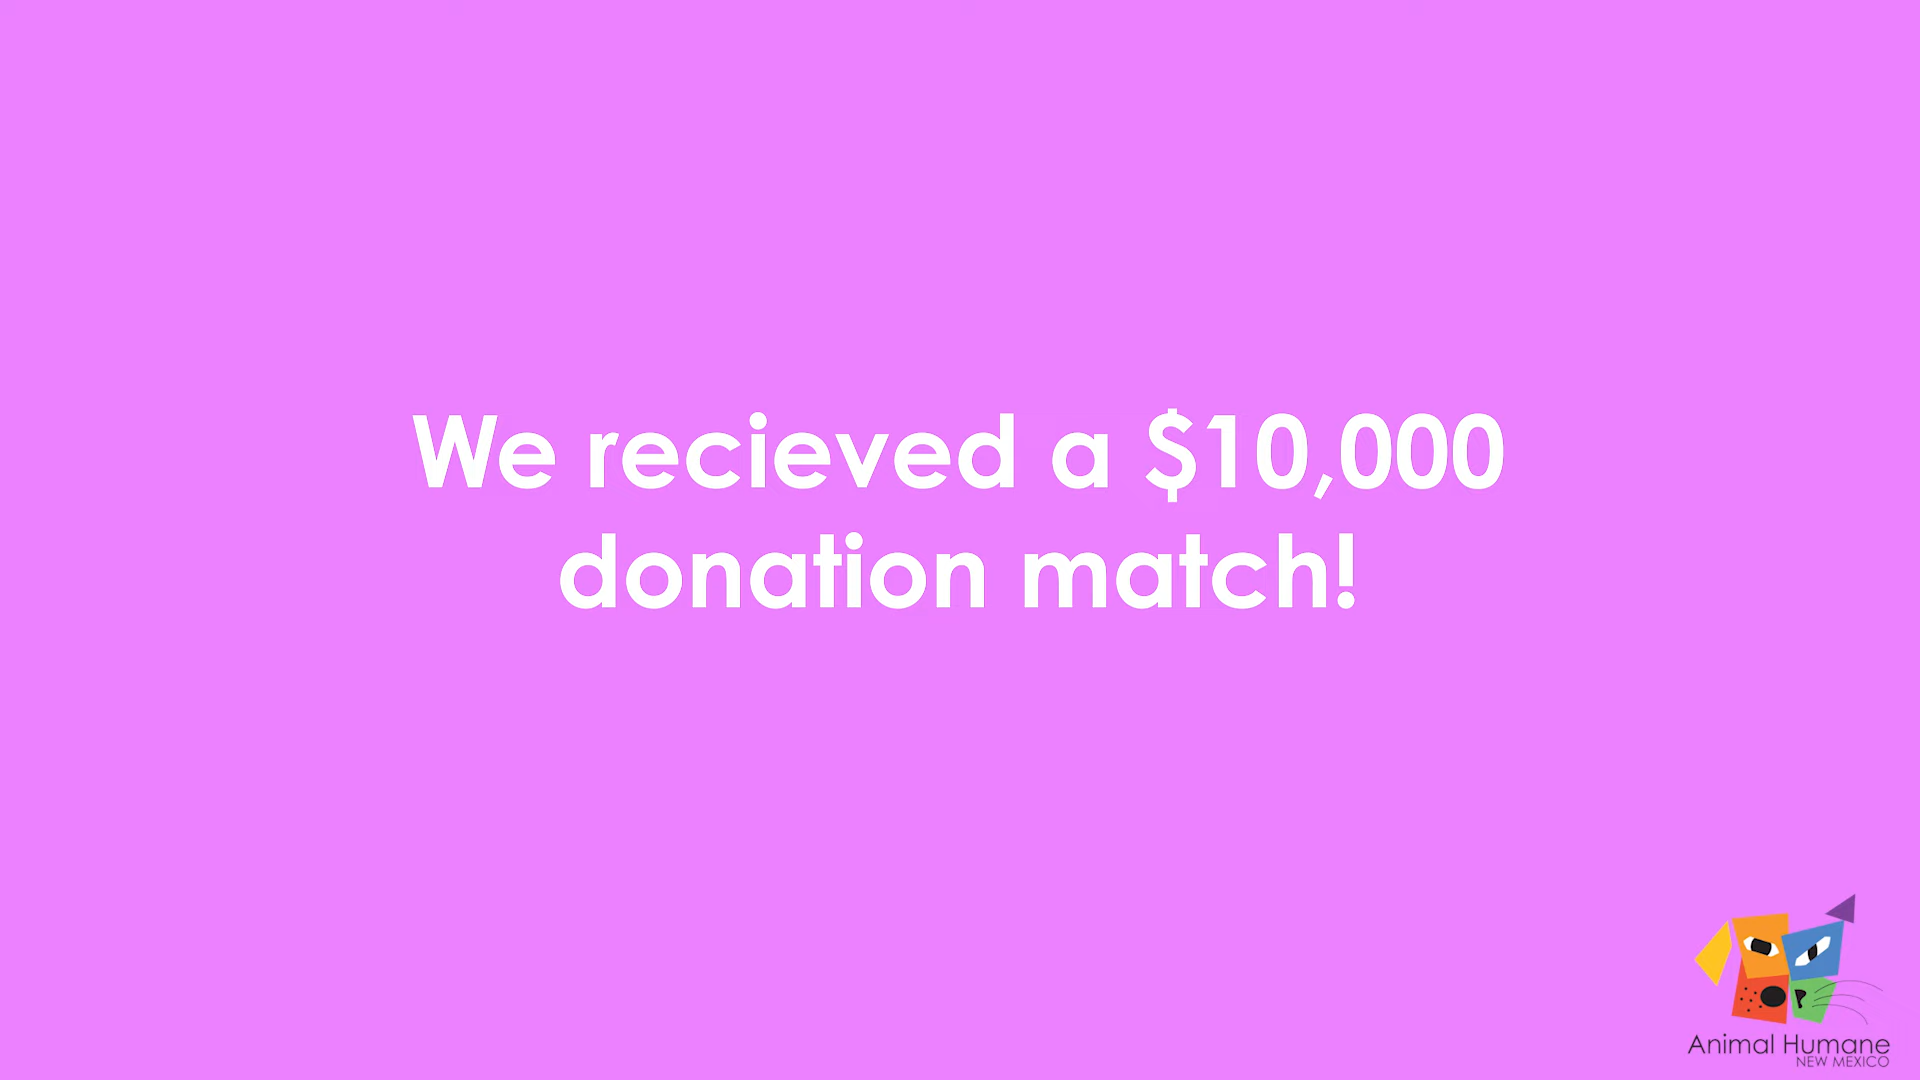 We recieved a $10,000
donation match!
Animal Humane
NEW MEXICO